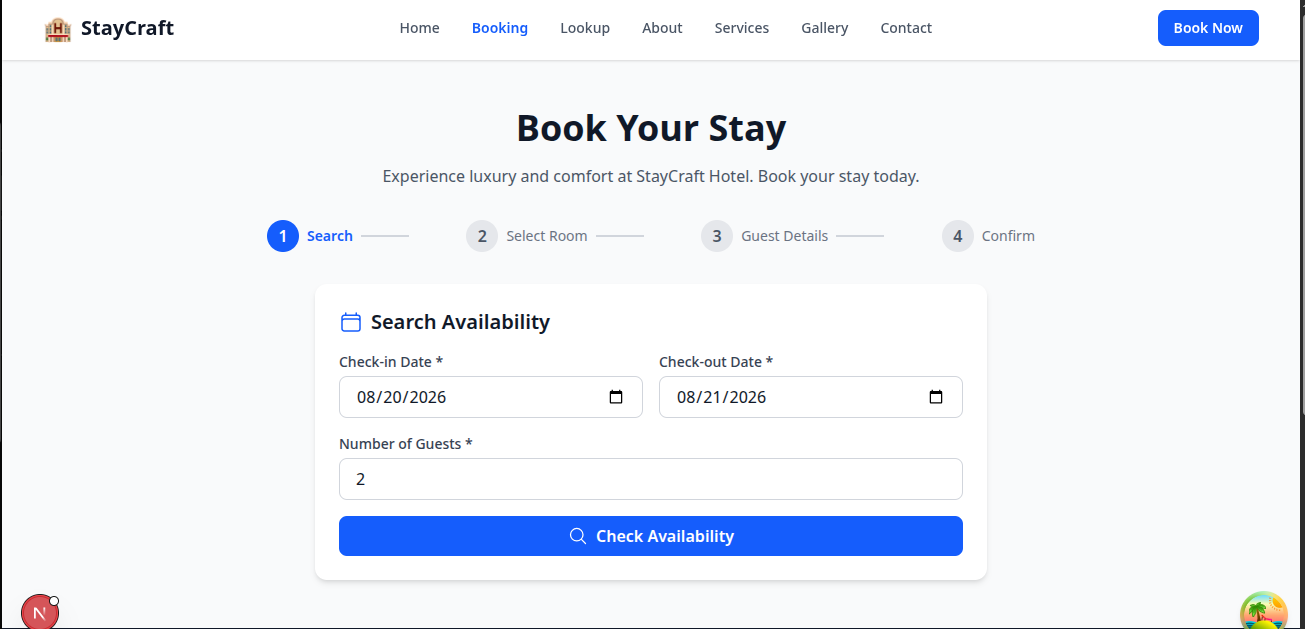 StayCraft
Home Booking Lookup About Services Gallery Contact
Book Now
Book Your Stay
Experience luxury and comfort at StayCraft Hotel. Book your stay today.
1 Search 2 Select Room 3 Guest Details 4 Confirm
Search Availability
Check-in Date * Check-out Date *
08/20/2026 08/21/2026
Number of Guests *
2
Check Availability
N